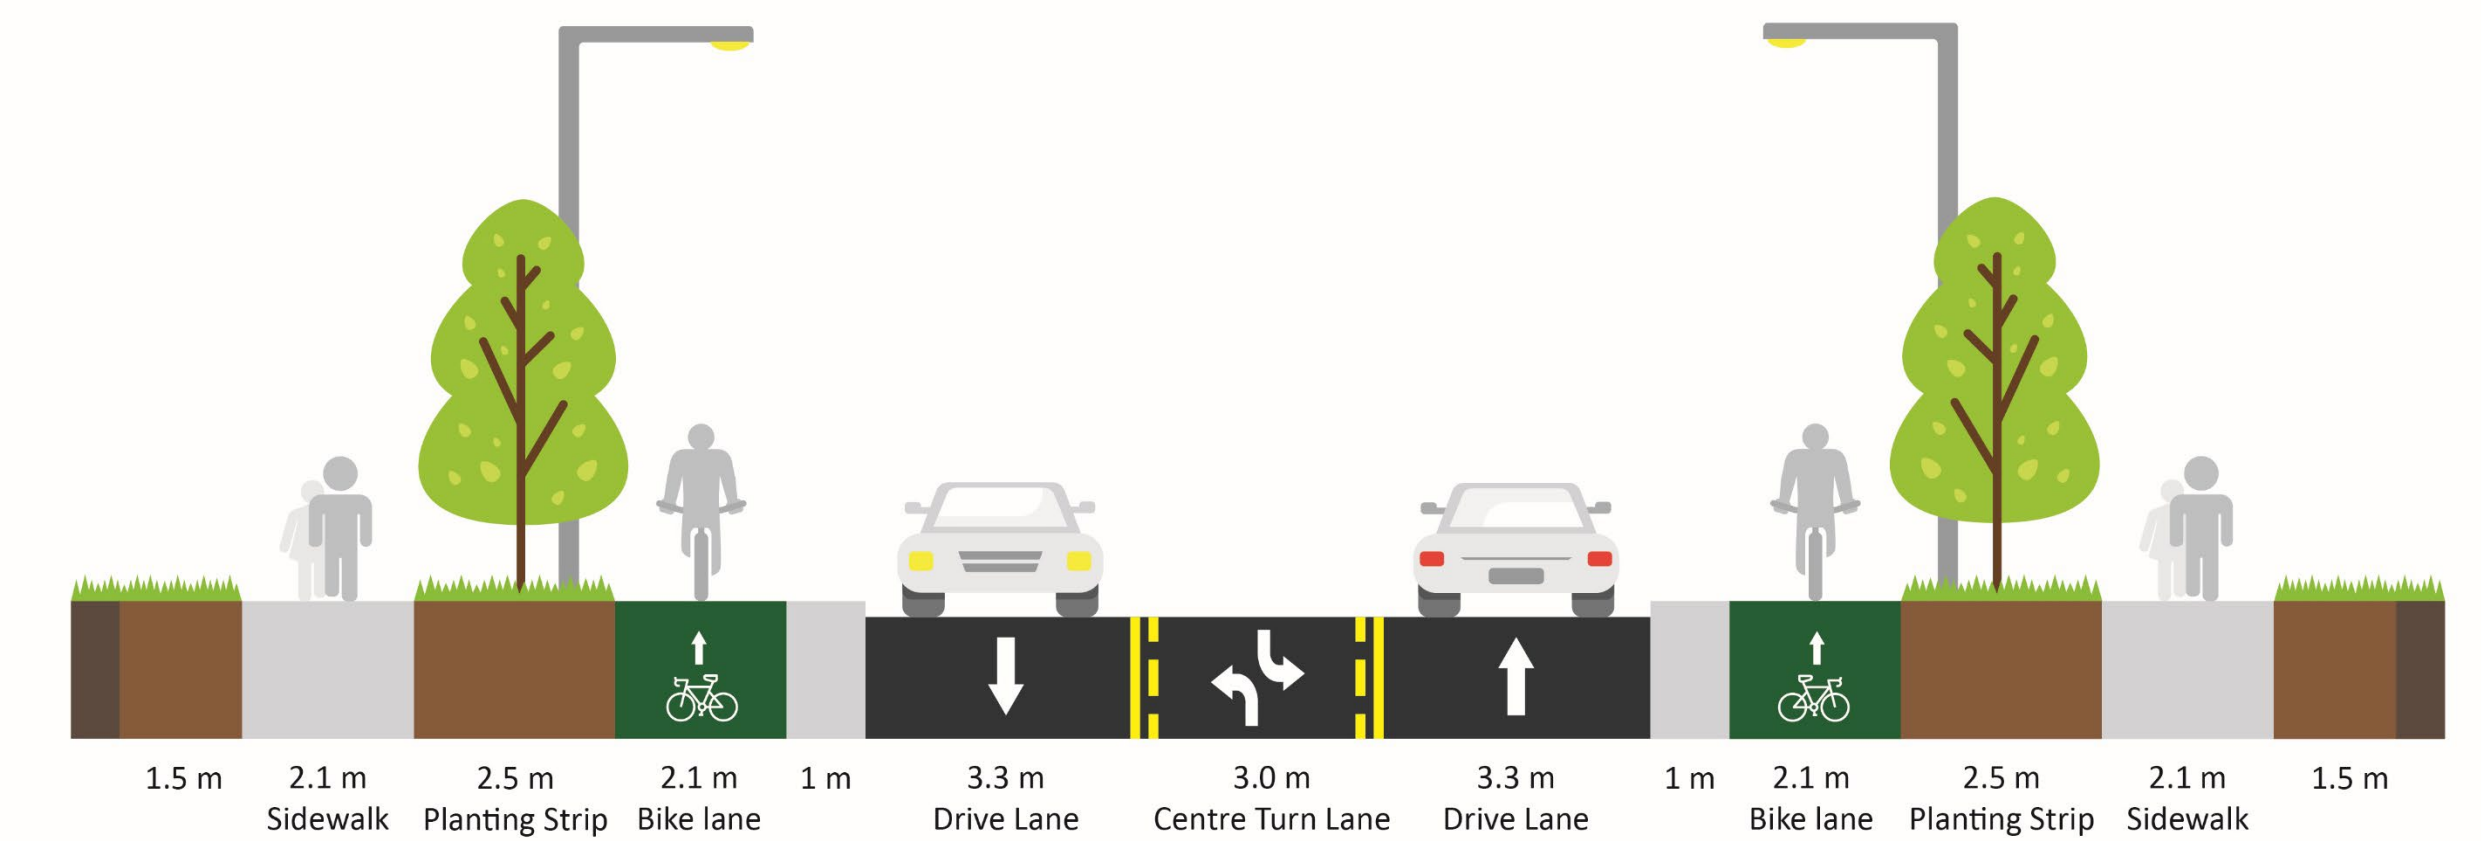 1.5 m 2.1 m 2.5 m 2.1 m 1 m 3.3 m 3.0 m 3.3 m 1 m 2.1 m 2.5 m 2.1 m 1.5 m
Sidewalk Planting Strip Bike lane Drive Lane Centre Turn Lane Drive Lane Bike lane Planting Strip Sidewalk